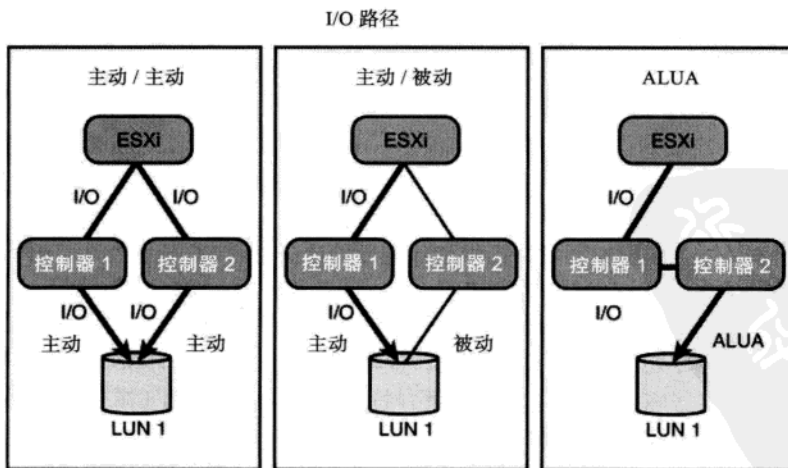 I/O 路径
主动 / 主动
ESXi
I/O
I/O
控制器 1
控制器 2
I/O
I/O
主动
主动
LUN 1
主动 / 被动
ESXi
I/O
控制器 1
控制器 2
I/O
主动
被动
LUN 1
ALUA
ESXi
I/O
控制器 1
控制器 2
I/O
ALUA
LUN 1